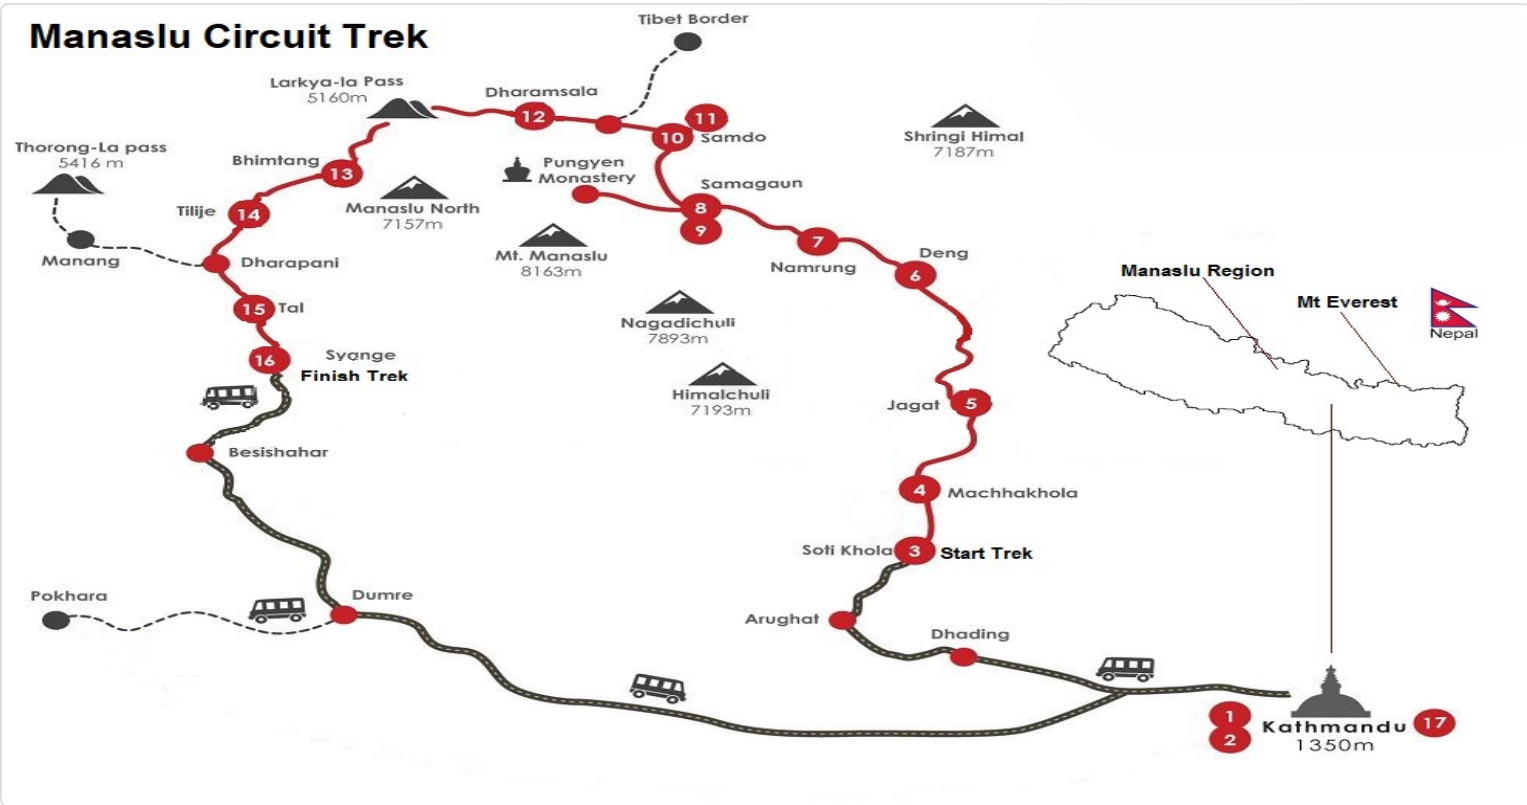 Manaslu Circuit Trek
Tibet Border
Larkya-la Pass
5160m
Dharamsala
12
11
10
Samdo
Shringi Himal
7187m
Thorong-La pass
5416 m
Bhimtang
13
Pungyen
Monastery
Samagaun
8
9
Manaslu North
7157m
Tilije
14
Mt. Manaslu
8163m
7
Namrung
Deng
6
Manang
Dharapani
Manaslu Region
Mt Everest
Nepal
15
Tal
Nagadichuli
7893m
16
Syange
Finish Trek
Himalchuli
7193m
Jagat
5
Besishahar
4
Machhakhola
Soti Khola
3
Start Trek
Pokhara
Dumre
Arughat
Dhading
1
2
Kathmandu
1350m
17